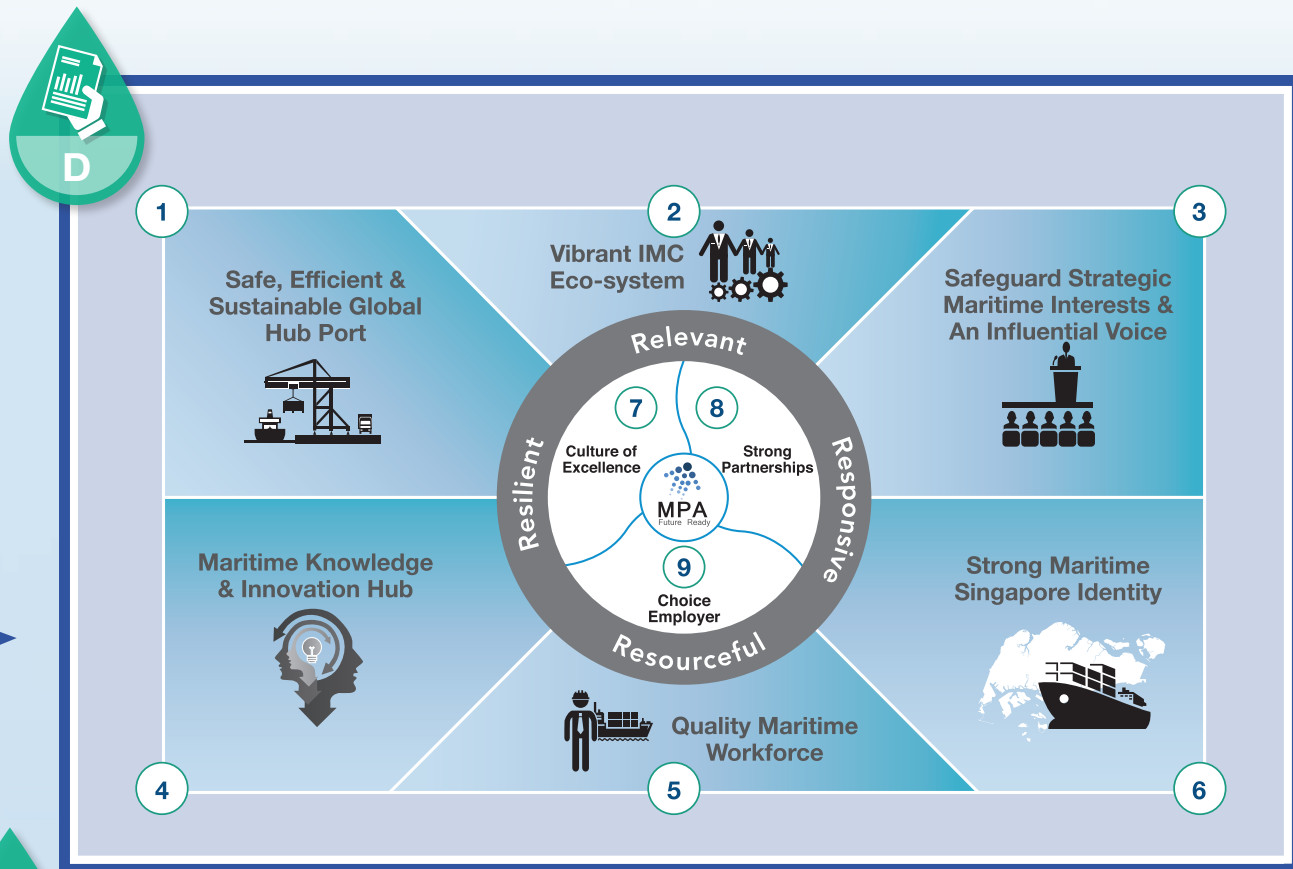 D
1
2
3
Safe, Efficient &
Sustainable Global
Hub Port
Vibrant IMC
Eco-system
Safeguard Strategic
Maritime Interests &
An Influential Voice
Relevant
Resilient
Responsive
Resourceful
7
Culture of
Excellence
8
Strong
Partnerships
MPA
Future Ready
9
Choice
Employer
Maritime Knowledge
& Innovation Hub
Quality Maritime
Workforce
Strong Maritime
Singapore Identity
4
5
6